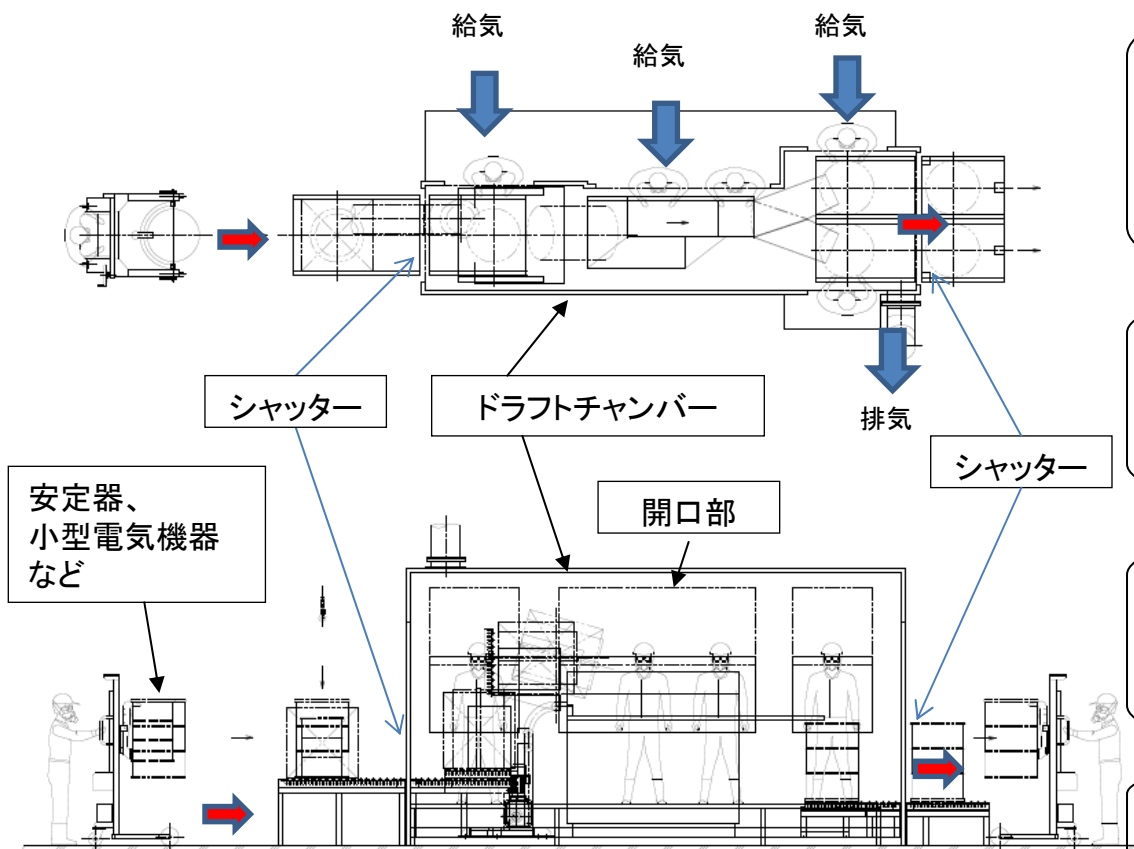 給気
給気
給気
シャッター
ドラフトチャンバー
排気
シャッター
安定器、
小型電気機器
など
開口部